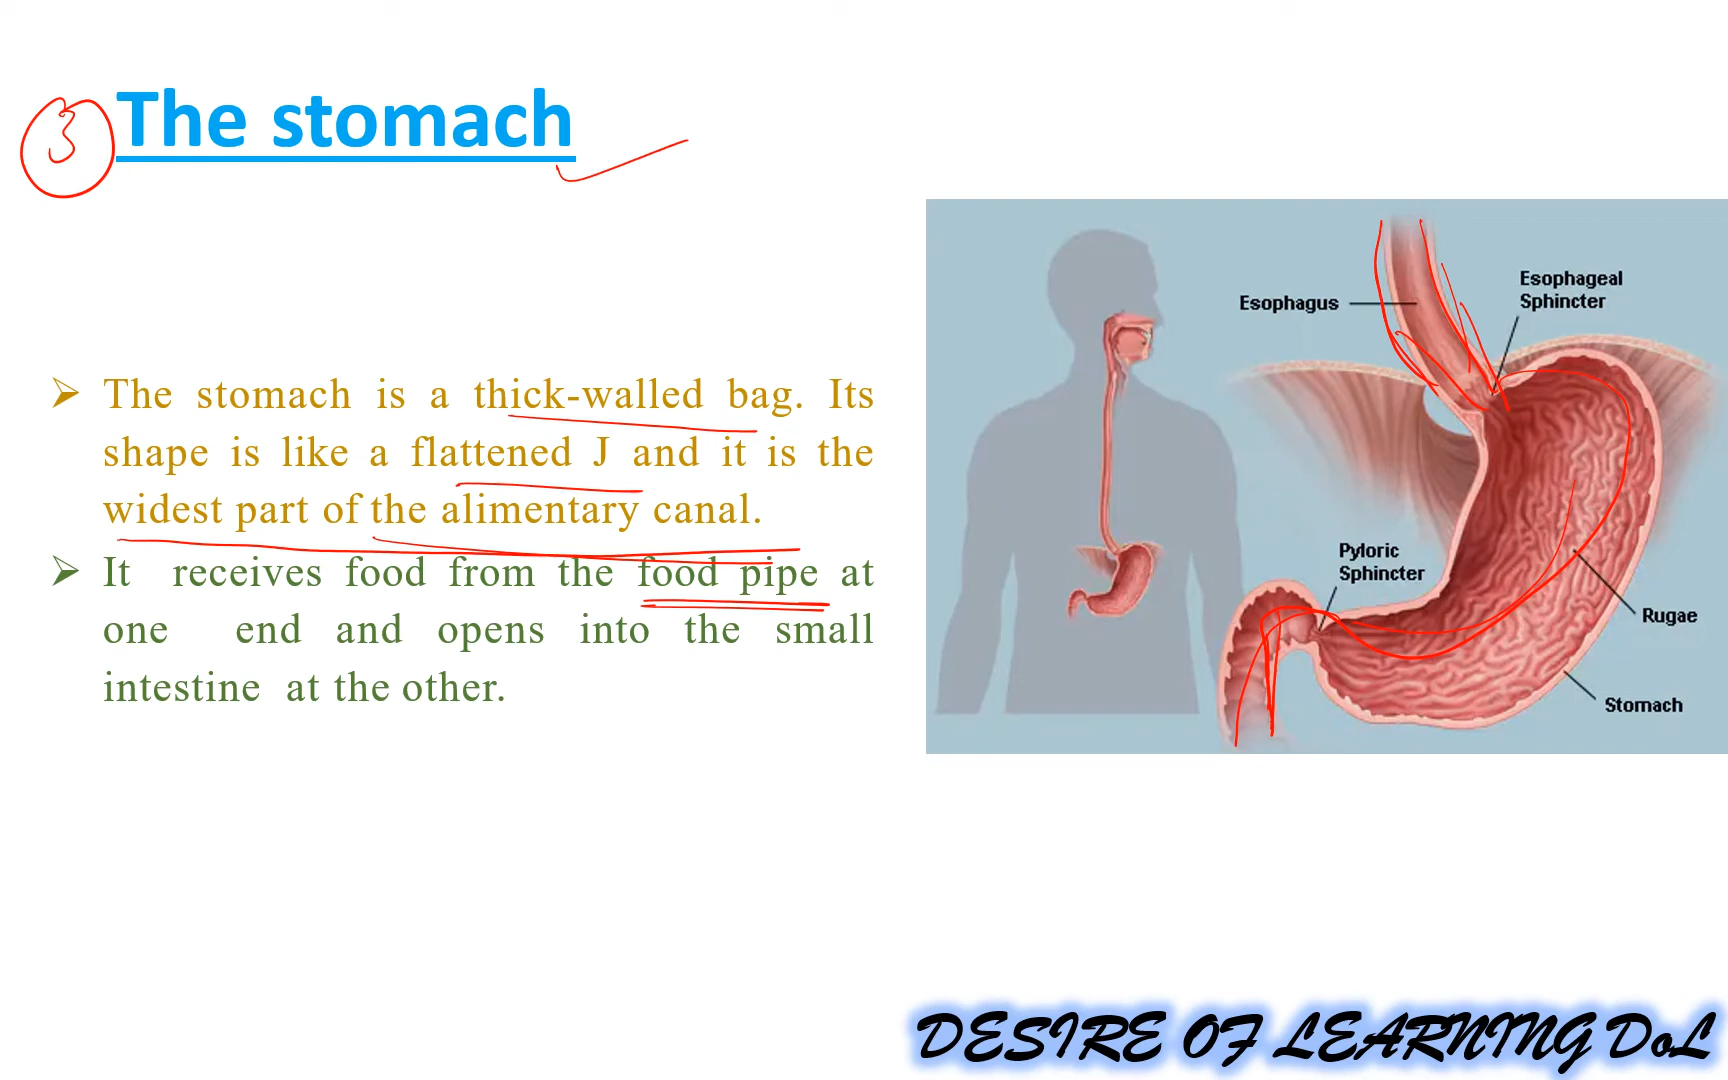 3
The stomach
➢ The stomach is a thick-walled bag. Its
shape is like a flattened J and it is the
widest part of the alimentary canal.
➢ It receives food from the food pipe at
one end and opens into the small
intestine at the other.
Esophagus
Esophageal
Sphincter
Pyloric
Sphincter
Rugae
Stomach
DESIRE OF LEARNING DoL